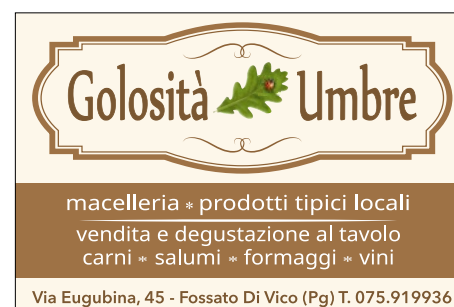 Golosità Umbre
macelleria * prodotti tipici locali
vendita e degustazione al tavolo
carni * salumi * formaggi * vini
Via Eugubina, 45 - Fossato Di Vico (Pg) T. 075.919936